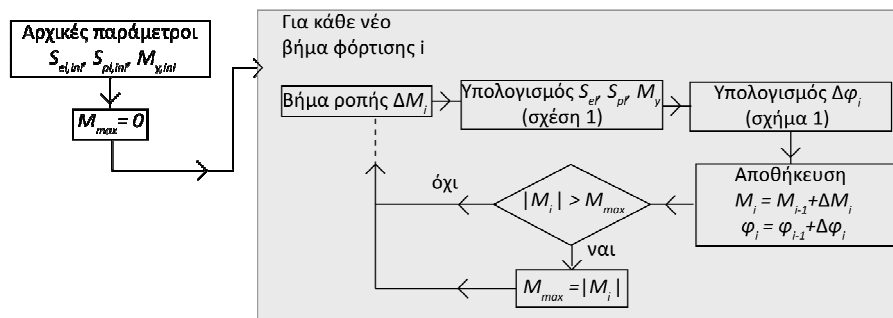 Αρχικές παράμετροι
S_el,ini, S_pl,ini, M_y,ini
M_max = 0
Για κάθε νέο
βήμα φόρτισης i
Βήμα ροπής ΔM_i
Υπολογισμός S_el, S_pl, M_y
(σχέση 1)
Υπολογισμός Δφ_i
(σχήμα 1)
Αποθήκευση
M_i = M_i-1+ΔM_i
φ_i = φ_i-1+Δφ_i
|M_i| > M_max
όχι
ναι
M_max =|M_i|